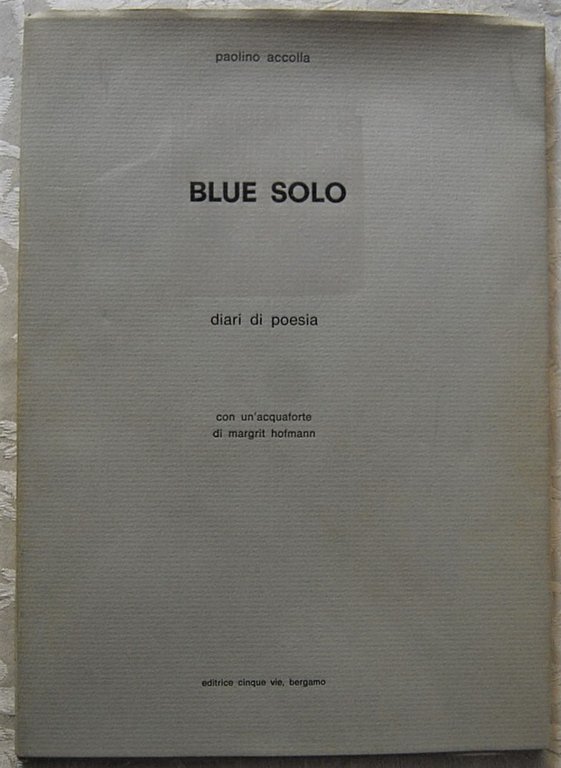 paolino accolla
BLUE SOLO
diari di poesia
con un'acquaforte
di margrit hofmann
editrice cinque vie, bergamo